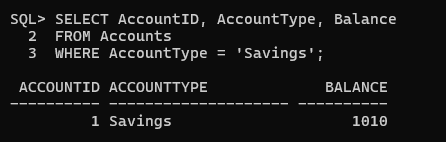 SQL> SELECT AccountID, AccountType, Balance
  2  FROM Accounts
  3  WHERE AccountType = 'Savings';

 ACCOUNTID ACCOUNTTYPE             BALANCE
---------- -------------------- ----------
         1 Savings                    1010